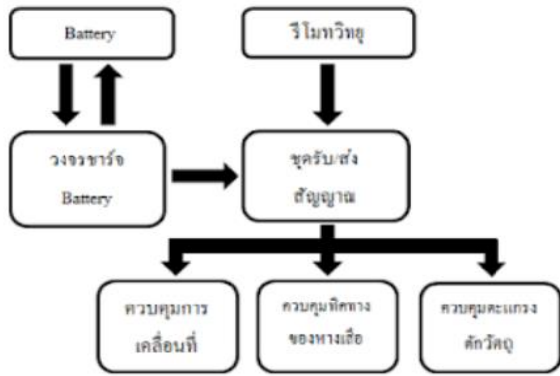 Battery
รีโมทวิทยุ
วงจรชาร์จ
Battery
ชุดรับ/ส่ง
สัญญาณ
ควบคุมการ
เคลื่อนที่
ควบคุมทิศทาง
ของหางเสือ
ควบคุมตะแกรง
ดักวัตถุ